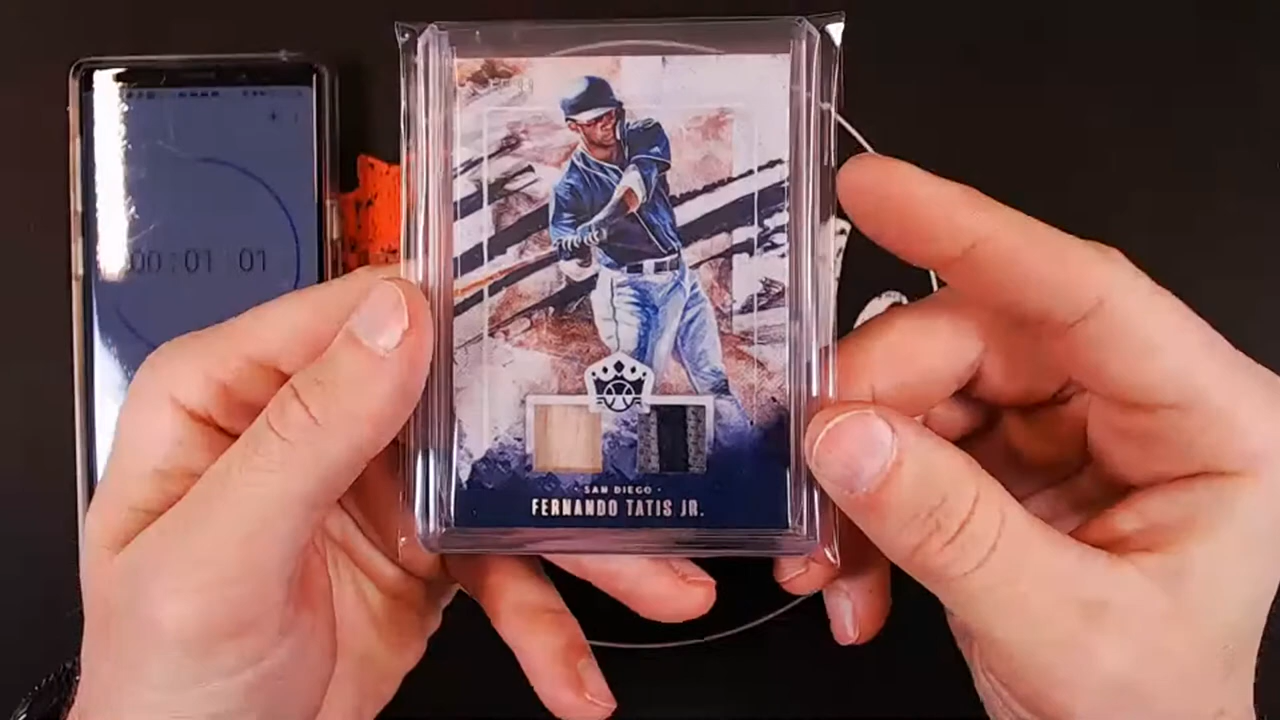 00:01 01
· SAN DIEGO ·
FERNANDO TATIS JR.